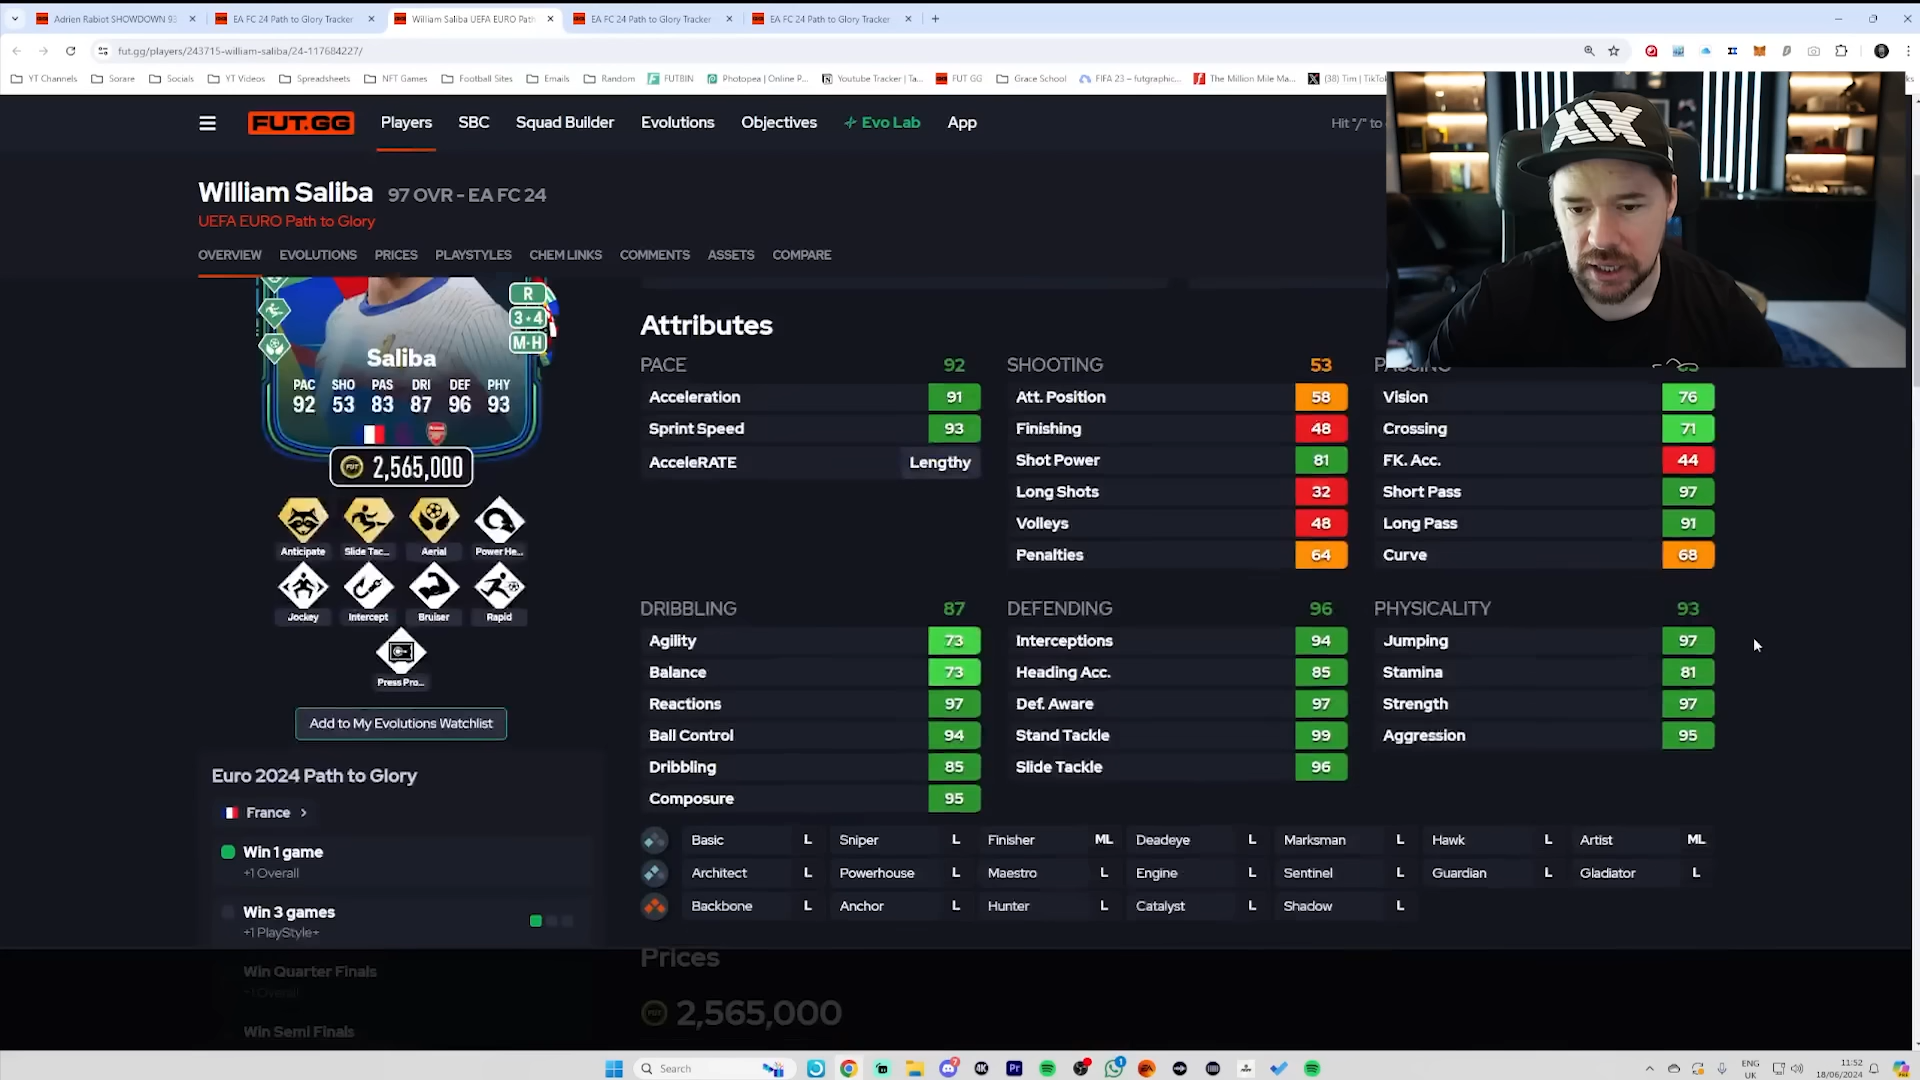 Adrien Rabiot SHOWDOWN 93
EA FC 24 Path to Glory Tracker
William Saliba UEFA EURO Path
EA FC 24 Path to Glory Tracker
EA FC 24 Path to Glory Tracker
fut.gg/players/243715-william-saliba/24-117684227/
YT Channels
Sorare
Socials
YT Videos
Spreadsheets
NFT Games
Football Sites
Emails
Random
FUTBIN
Photopea | Online P...
Youtube Tracker | Ta...
FUT GG
Grace School
FIFA 23 – futgraphic...
The Million Mile Ma...
(38) Tim | TikTok
FUT.GG
Players
SBC
Squad Builder
Evolutions
Objectives
Evo Lab
App
Hit "/" to
William Saliba 97 OVR - EA FC 24
UEFA EURO Path to Glory
OVERVIEW EVOLUTIONS PRICES PLAYSTYLES CHEM LINKS COMMENTS ASSETS COMPARE
R
3 ⋆ 4
M·H
Saliba
PAC SHO PAS DRI DEF PHY
92 53 83 87 96 93
2,565,000
Anticipate Slide Tac... Aerial Power He...
Jockey Intercept Bruiser Rapid
Press Pro...
Add to My Evolutions Watchlist
Euro 2024 Path to Glory
France
Win 1 game
+1 Overall
Win 3 games
+1 PlayStyle+
Win Quarter Finals
+1 Overall
Win Semi Finals
Attributes
PACE 92
Acceleration 91
Sprint Speed 93
AcceleRATE Lengthy
SHOOTING 53
Att. Position 58
Finishing 48
Shot Power 81
Long Shots 32
Volleys 48
Penalties 64
Vision 76
Crossing 71
FK. Acc. 44
Short Pass 97
Long Pass 91
Curve 68
DRIBBLING 87
Agility 73
Balance 73
Reactions 97
Ball Control 94
Dribbling 85
Composure 95
DEFENDING 96
Interceptions 94
Heading Acc. 85
Def. Aware 97
Stand Tackle 99
Slide Tackle 96
PHYSICALITY 93
Jumping 97
Stamina 81
Strength 97
Aggression 95
Basic L Sniper L Finisher ML Deadeye L Marksman L Hawk L Artist ML
Architect L Powerhouse L Maestro L Engine L Sentinel L Guardian L Gladiator L
Backbone L Anchor L Hunter L Catalyst L Shadow L
Prices
2,565,000
Search
ENG
UK
11:52
18/06/2024